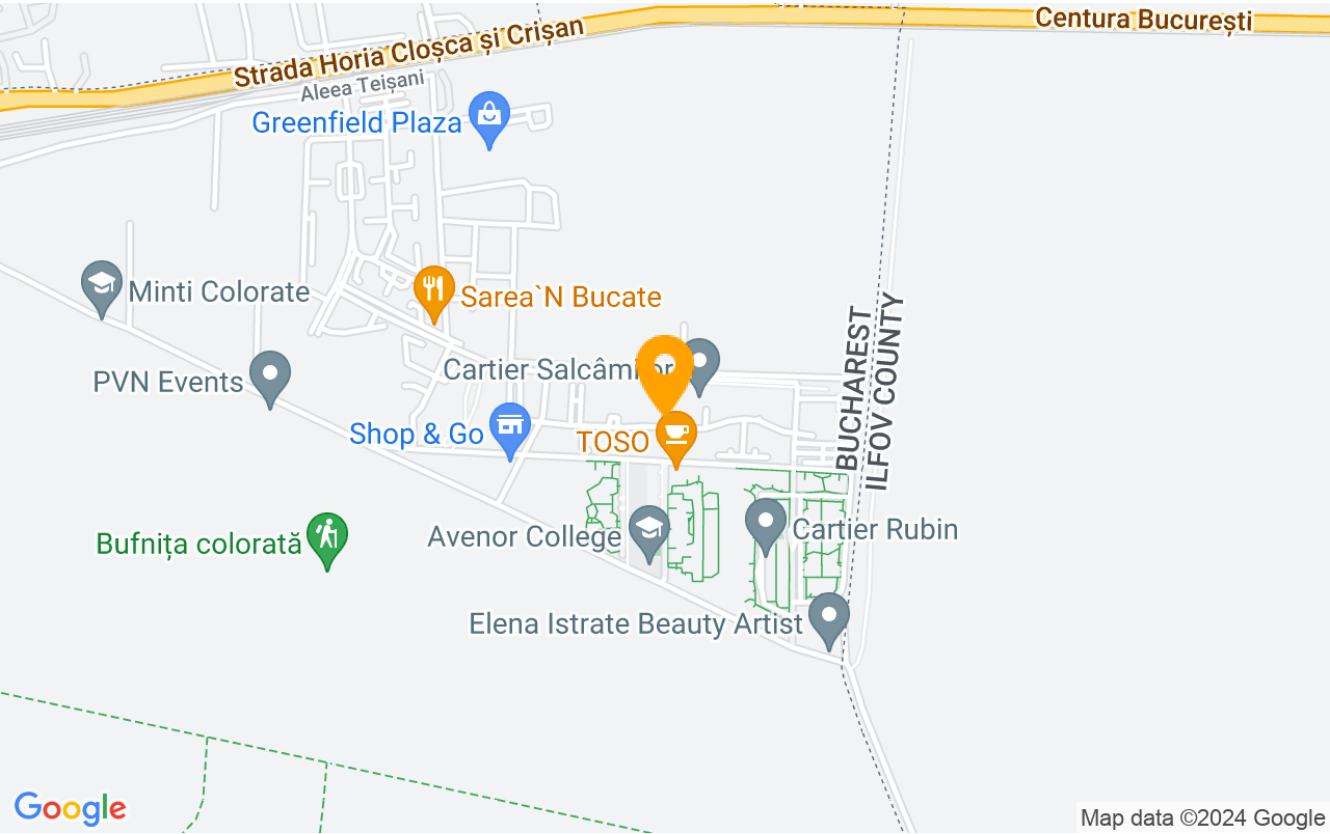 Centura București
Strada Horia Cloșca și Crișan
Aleea Teișani
Greenfield Plaza
Minti Colorate
Sarea`N Bucate
BUCHAREST
ILFOV COUNTY
Cartier Salcâmilor
PVN Events
Shop & Go
TOSO
Avenor College
Cartier Rubin
Bufnița colorată
Elena Istrate Beauty Artist
Google
Map data ©2024 Google